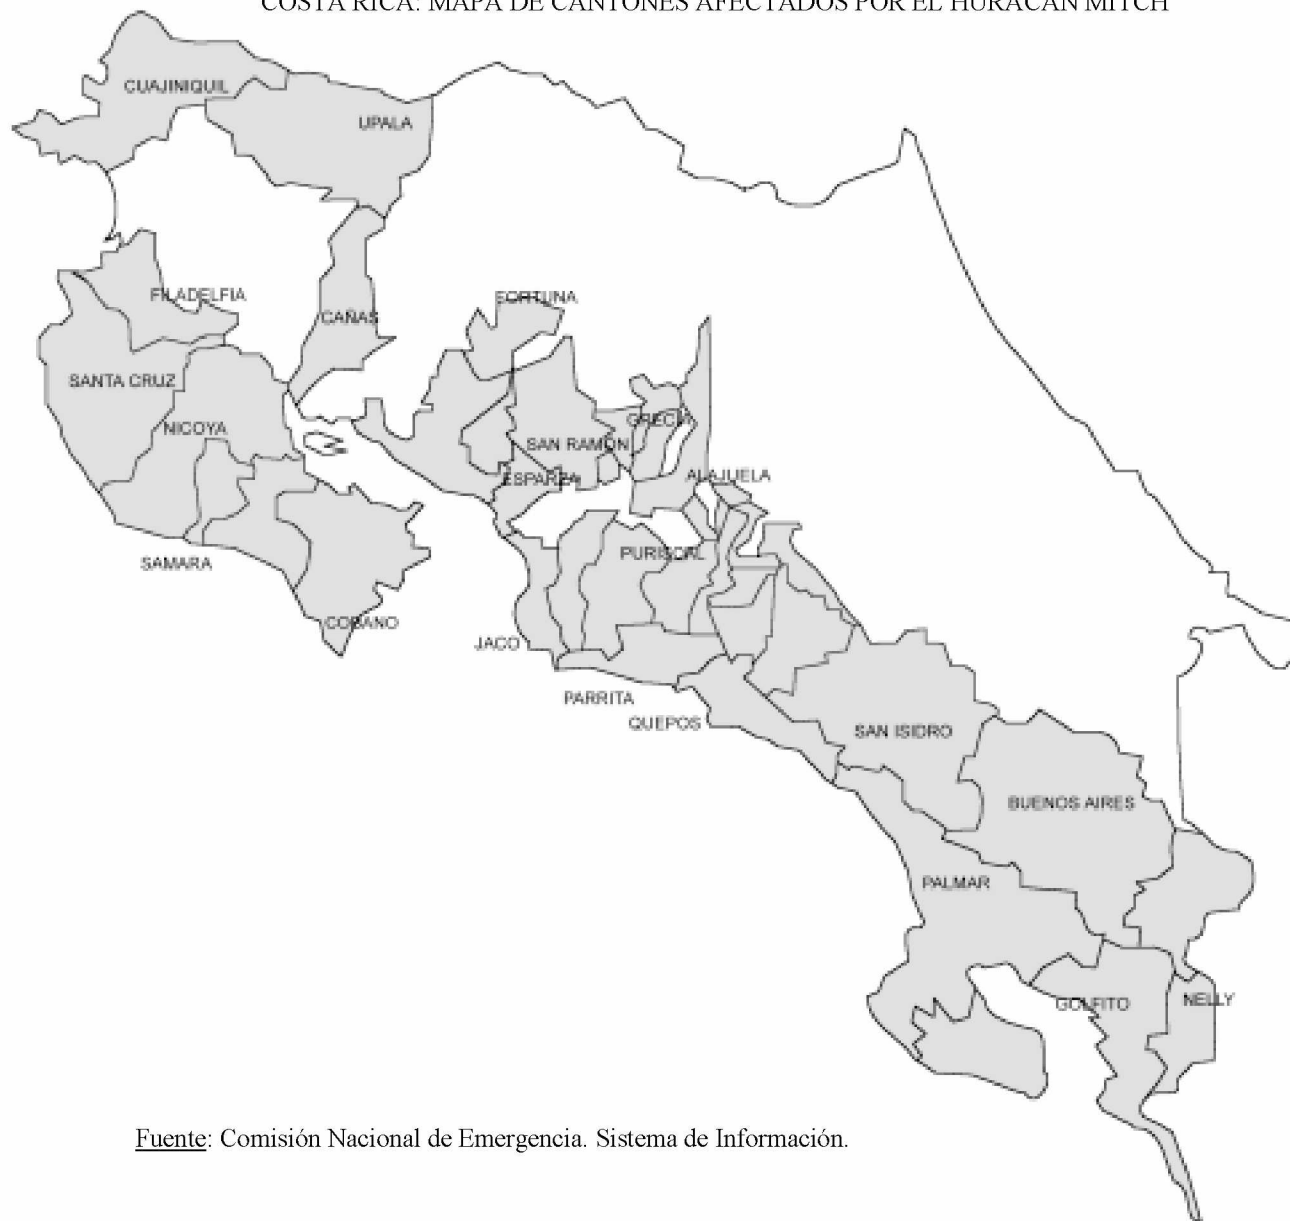 COSTA RICA: MAPA DE CANTONES AFECTADOS POR EL HURACAN MITCH
CUAJINIQUIL
UPALA
FILADELFIA
FORTUNA
CAÑAS
SANTA CRUZ
NICOYA
GRECIA
SAN RAMÓN
ESPARZA
ALAJUELA
SAMARA
PURISCAL
COBANO
JACO
PARRITA
QUEPOS
SAN ISIDRO
BUENOS AIRES
PALMAR
GOLFITO
NELLY
Fuente: Comisión Nacional de Emergencia. Sistema de Información.